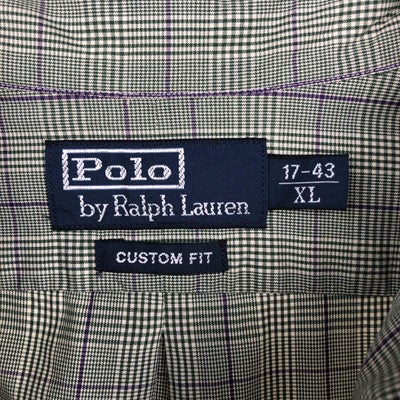 Polo
by Ralph Lauren
17-43
XL
CUSTOM FIT